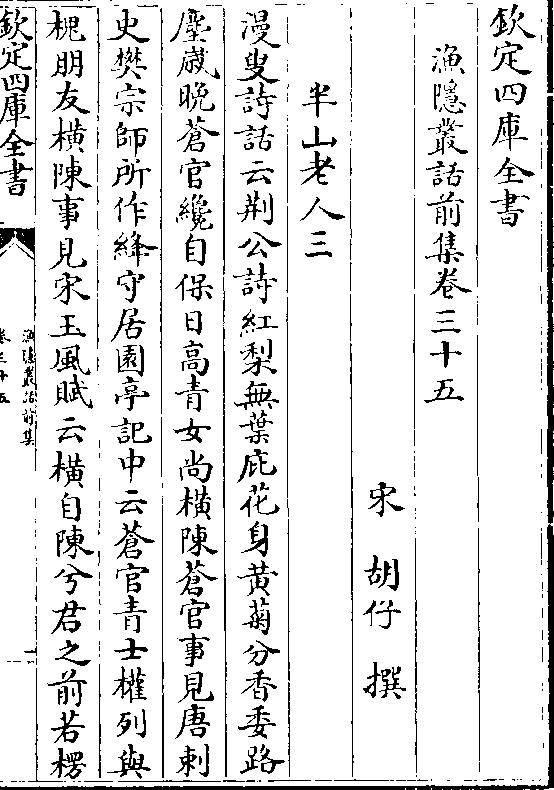 欽定四庫全書
漁隱叢話前集卷三十五
宋 胡仔 撰
半山老人三
漫叟詩話云荆公詩紅梨無葉庇花身黄菊分香委路
塵歲晚蒼官纔自保日高青女尚横陳蒼官事見唐刺
史樊宗師所作絳守居園亭記中云蒼官青士權列與
槐朋友横陳事見宋玉風賦云横自陳兮君之前若楞
欽定四庫全書
漁隱叢話前集
卷三十五